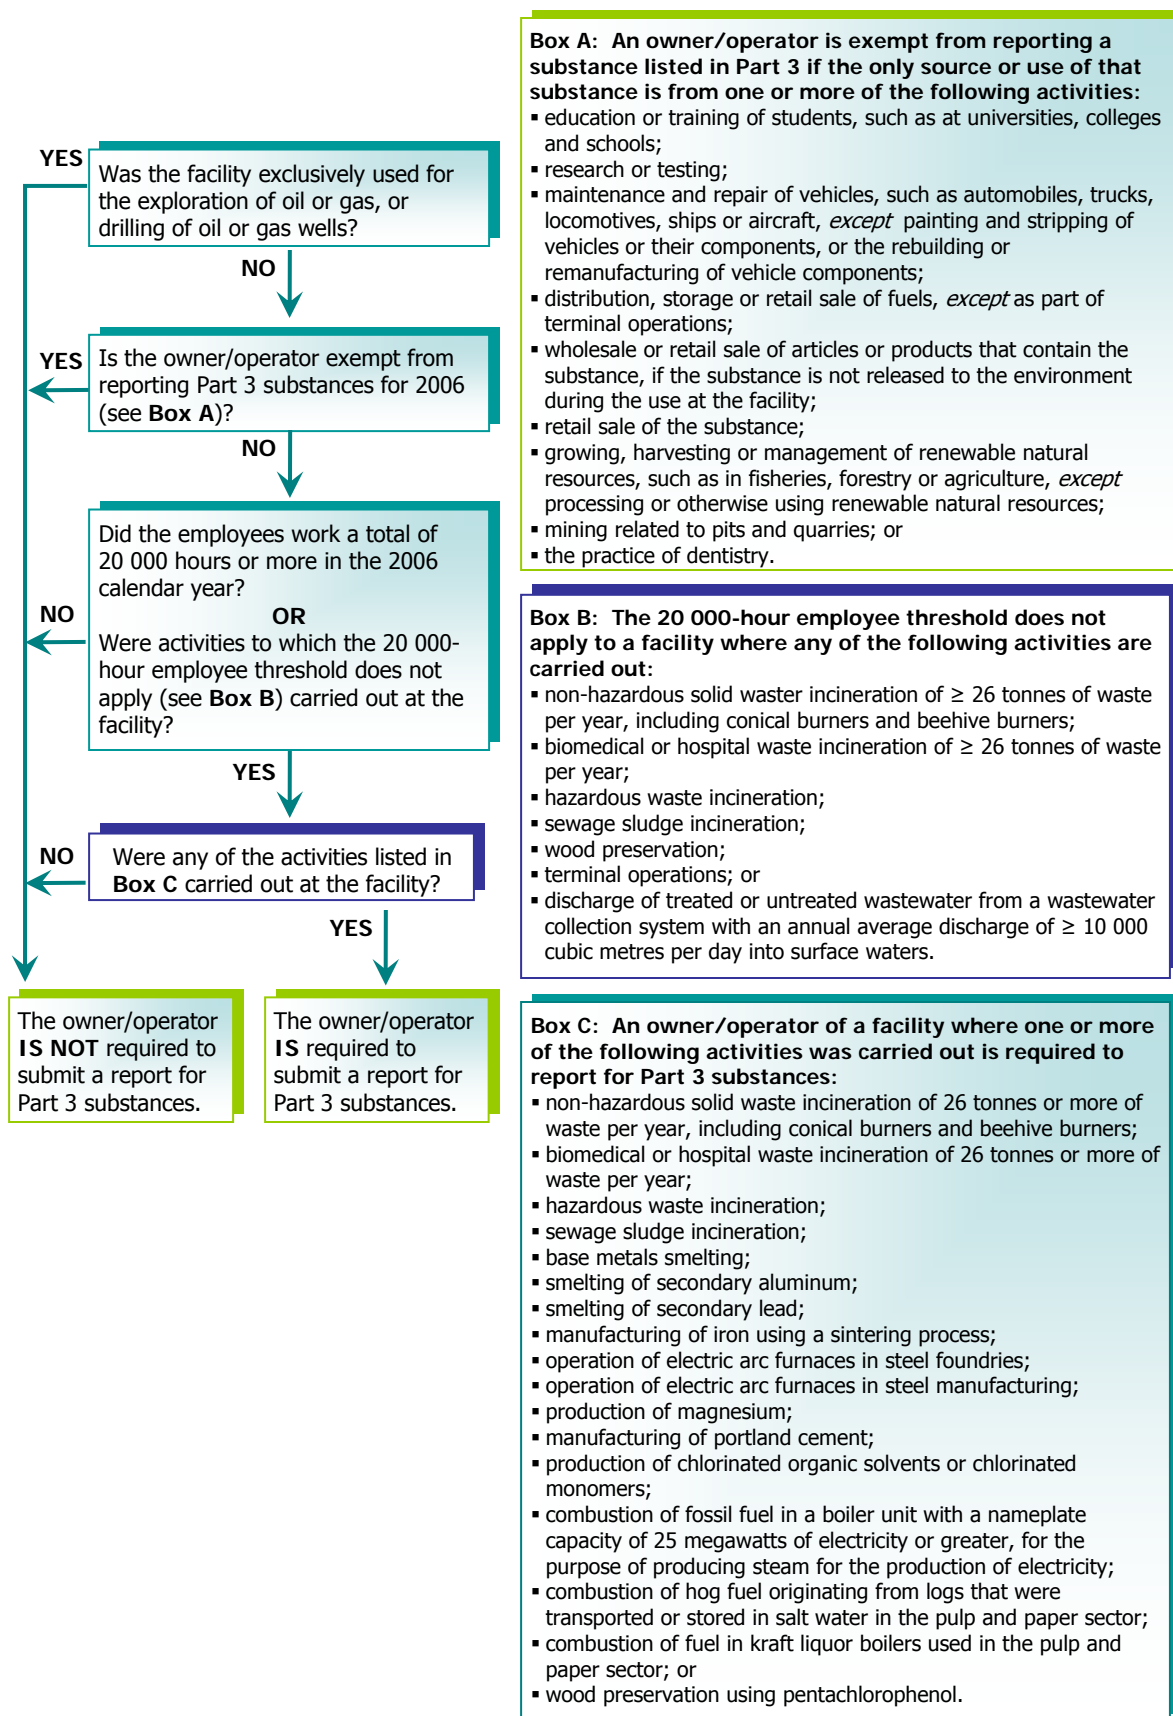 YES
Was the facility exclusively used for
the exploration of oil or gas, or
drilling of oil or gas wells?
NO
YES
Is the owner/operator exempt from
reporting Part 3 substances for 2006
(see Box A)?
NO
Did the employees work a total of
20 000 hours or more in the 2006
calendar year?
OR
NO
Were activities to which the 20 000-
hour employee threshold does not
apply (see Box B) carried out at the
facility?
YES
NO
Were any of the activities listed in
Box C carried out at the facility?
YES
The owner/operator
IS NOT required to
submit a report for
Part 3 substances.
The owner/operator
IS required to
submit a report for
Part 3 substances.
Box A: An owner/operator is exempt from reporting a
substance listed in Part 3 if the only source or use of that
substance is from one or more of the following activities:
▪ education or training of students, such as at universities, colleges
and schools;
▪ research or testing;
▪ maintenance and repair of vehicles, such as automobiles, trucks,
locomotives, ships or aircraft, except painting and stripping of
vehicles or their components, or the rebuilding or
remanufacturing of vehicle components;
▪ distribution, storage or retail sale of fuels, except as part of
terminal operations;
▪ wholesale or retail sale of articles or products that contain the
substance, if the substance is not released to the environment
during the use at the facility;
▪ retail sale of the substance;
▪ growing, harvesting or management of renewable natural
resources, such as in fisheries, forestry or agriculture, except
processing or otherwise using renewable natural resources;
▪ mining related to pits and quarries; or
▪ the practice of dentistry.
Box B: The 20 000-hour employee threshold does not
apply to a facility where any of the following activities are
carried out:
▪ non-hazardous solid waster incineration of ≥ 26 tonnes of waste
per year, including conical burners and beehive burners;
▪ biomedical or hospital waste incineration of ≥ 26 tonnes of waste
per year;
▪ hazardous waste incineration;
▪ sewage sludge incineration;
▪ wood preservation;
▪ terminal operations; or
▪ discharge of treated or untreated wastewater from a wastewater
collection system with an annual average discharge of ≥ 10 000
cubic metres per day into surface waters.
Box C: An owner/operator of a facility where one or more
of the following activities was carried out is required to
report for Part 3 substances:
▪ non-hazardous solid waste incineration of 26 tonnes or more of
waste per year, including conical burners and beehive burners;
▪ biomedical or hospital waste incineration of 26 tonnes or more of
waste per year;
▪ hazardous waste incineration;
▪ sewage sludge incineration;
▪ base metals smelting;
▪ smelting of secondary aluminum;
▪ smelting of secondary lead;
▪ manufacturing of iron using a sintering process;
▪ operation of electric arc furnaces in steel foundries;
▪ operation of electric arc furnaces in steel manufacturing;
▪ production of magnesium;
▪ manufacturing of portland cement;
▪ production of chlorinated organic solvents or chlorinated
monomers;
▪ combustion of fossil fuel in a boiler unit with a nameplate
capacity of 25 megawatts of electricity or greater, for the
purpose of producing steam for the production of electricity;
▪ combustion of hog fuel originating from logs that were
transported or stored in salt water in the pulp and paper sector;
▪ combustion of fuel in kraft liquor boilers used in the pulp and
paper sector; or
▪ wood preservation using pentachlorophenol.